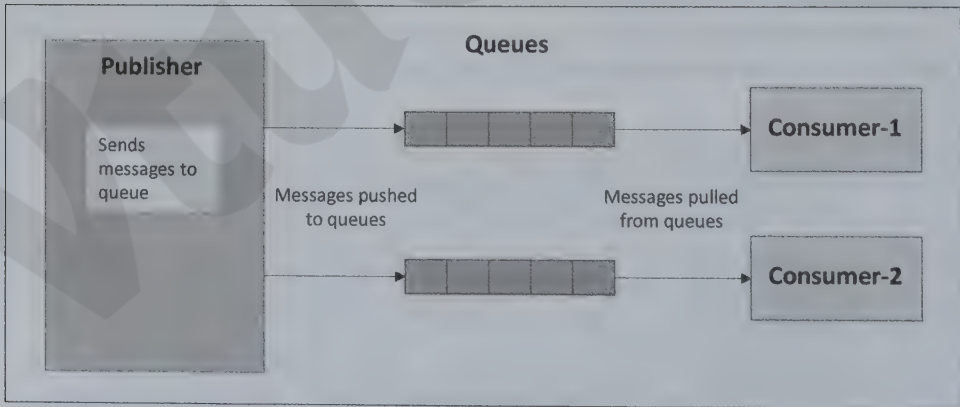 Queues
Publisher
Sends
messages to
queue
Messages pushed
to queues
Messages pulled
from queues
Consumer-1
Consumer-2